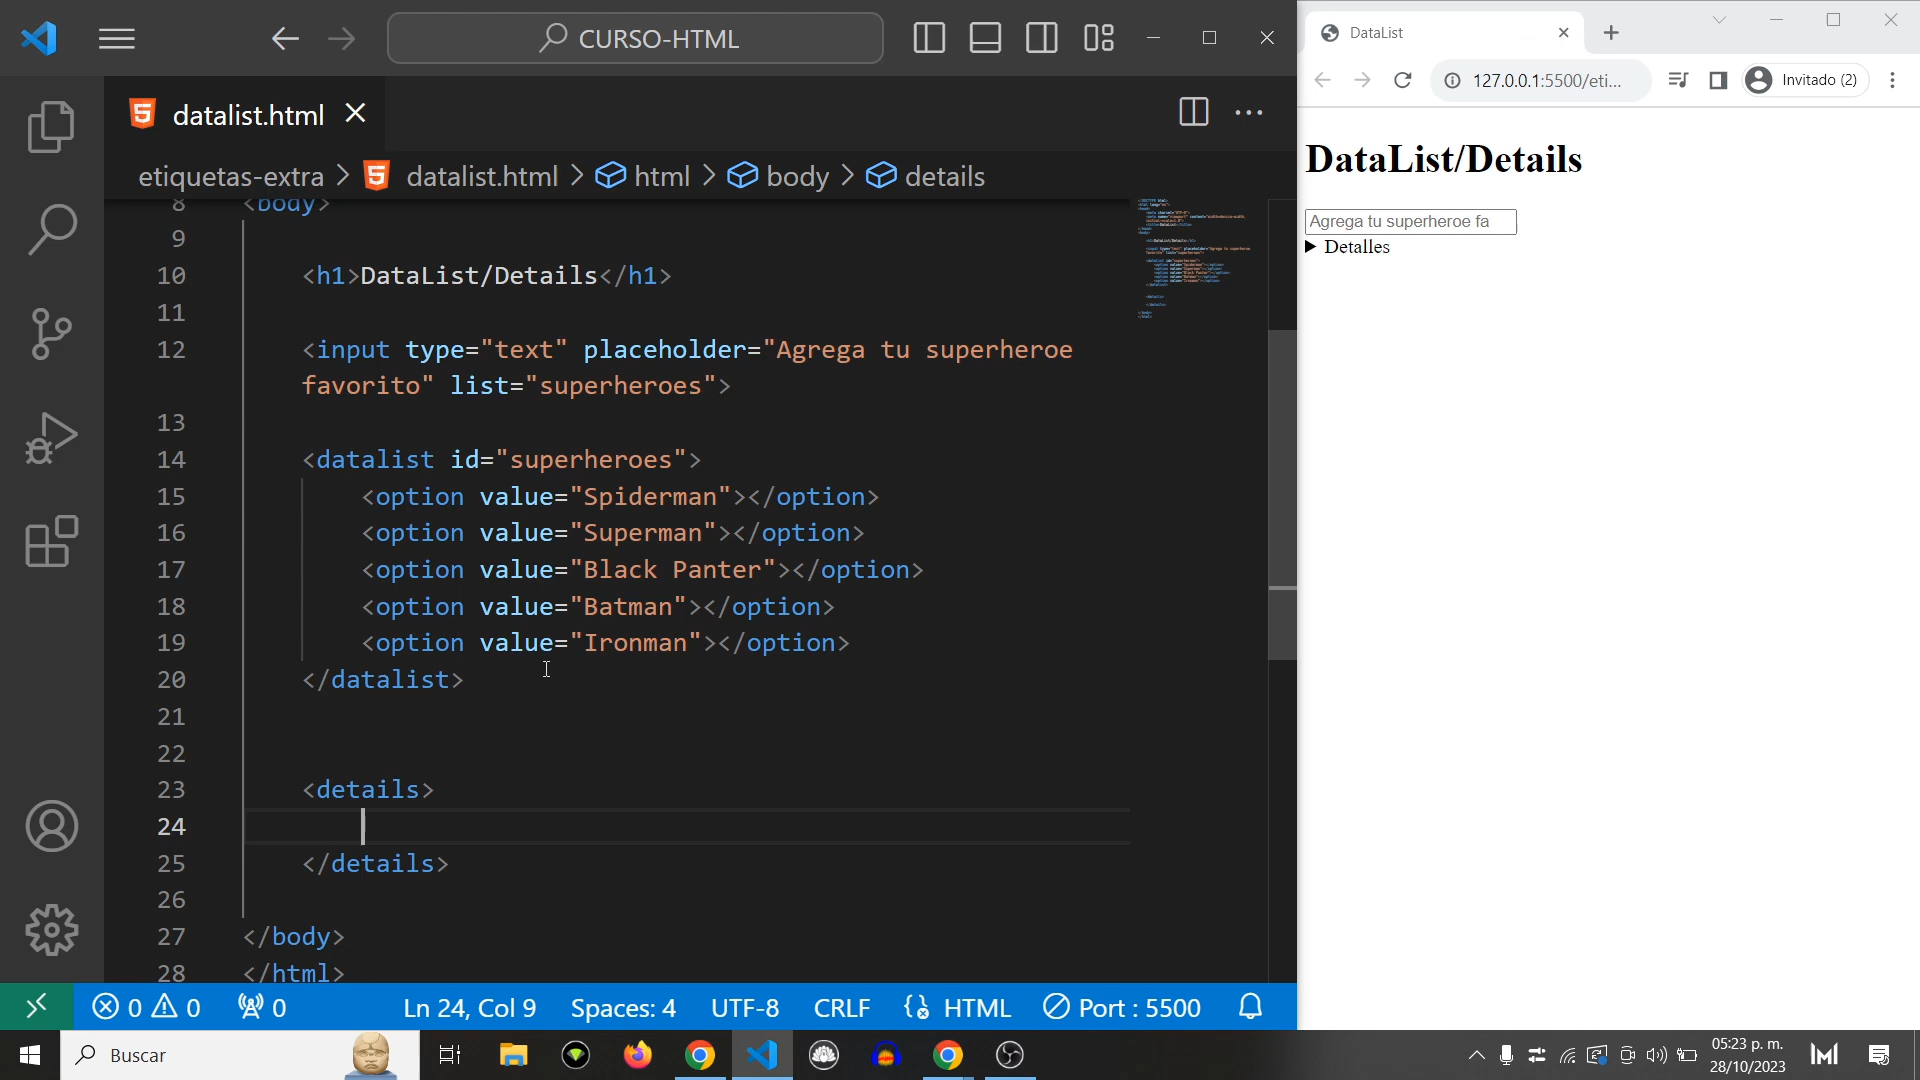 CURSO-HTML
datalist.html
etiquetas-extra > datalist.html > html > body > details
8 <body>
9
10 <h1>DataList/Details</h1>
11
12 <input type="text" placeholder="Agrega tu superheroe
favorito" list="superheroes">
13
14 <datalist id="superheroes">
15 <option value="Spiderman"></option>
16 <option value="Superman"></option>
17 <option value="Black Panter"></option>
18 <option value="Batman"></option>
19 <option value="Ironman"></option>
20 </datalist>
21
22
23 <details>
24
25 </details>
26
27 </body>
28 </html>
0 0 0 Ln 24, Col 9 Spaces: 4 UTF-8 CRLF HTML Port : 5500
DataList
127.0.0.1:5500/eti... Invitado (2)
DataList/Details
Agrega tu superheroe fa
Detalles
Buscar
05:23 p. m.
28/10/2023